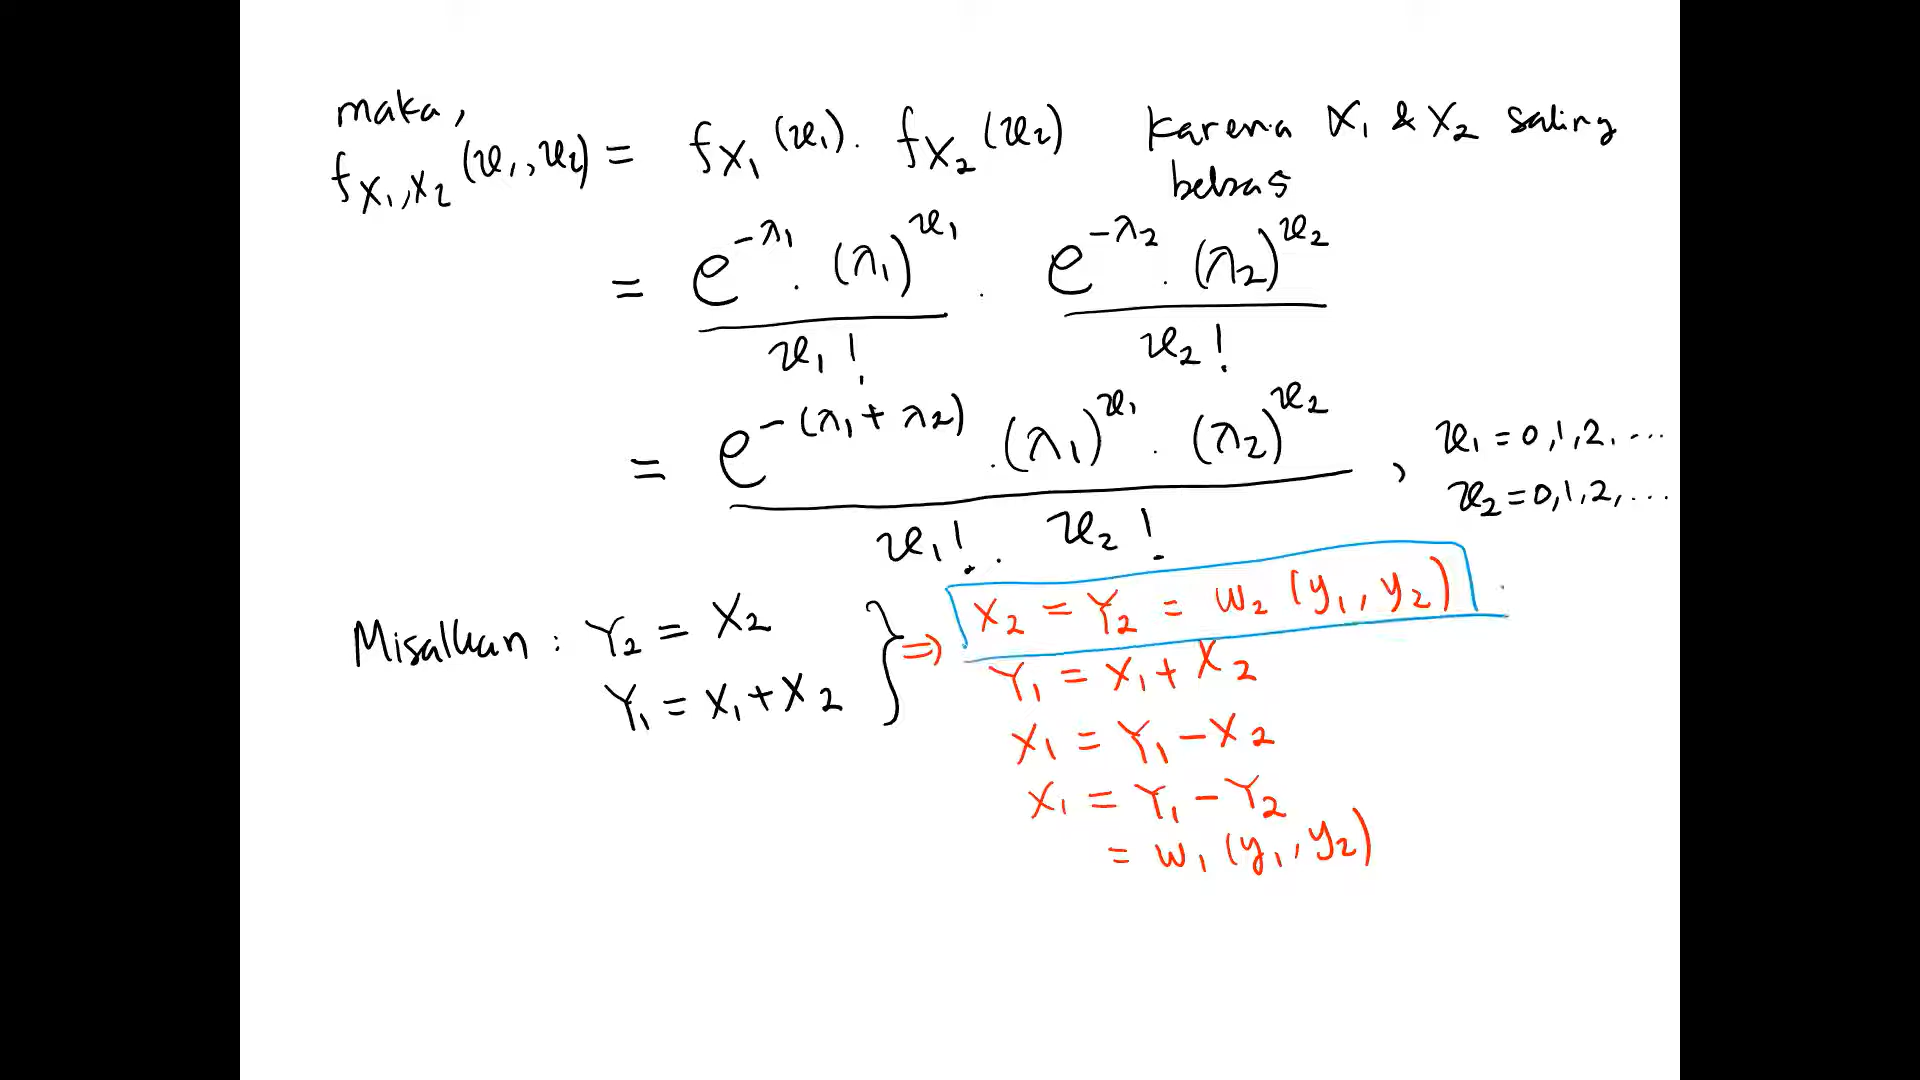 maka,
f_{X₁,X₂}(x₁,x₂) = f_{X₁}(x₁) . f_{X₂}(x₂) karena X₁ & X₂ saling
bebas
= \frac{e^{-λ₁} . (λ₁)^{x₁}}{x₁!} . \frac{e^{-λ₂} . (λ₂)^{x₂}}{x₂!}
= \frac{e^{-(λ₁+λ₂)} . (λ₁)^{x₁} . (λ₂)^{x₂}}{x₁! . x₂!} , x₁ = 0,1,2, ...
x₂ = 0,1,2, ...
Misalkan : Y₂ = X₂ } ⇒ X₂ = Y₂ = w₂ (y₁, y₂)
Y₁ = X₁ + X₂
Y₁ = X₁ + X₂
X₁ = Y₁ − X₂
X₁ = Y₁ − Y₂
= w₁ (y₁, y₂)